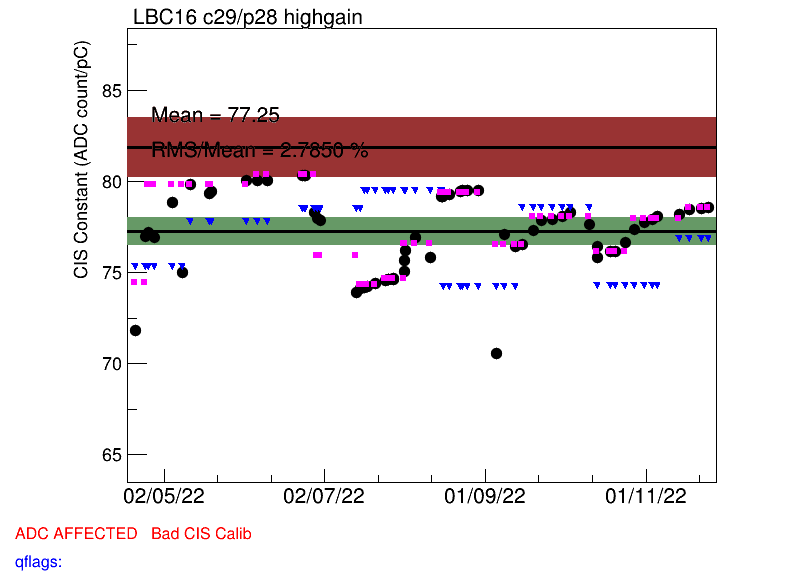 LBC16 c29/p28 highgain
CIS Constant (ADC count/pC)
85
Mean = 77.25
RMS/Mean = 2.7850 %
80
75
70
65
02/05/22 02/07/22 01/09/22 01/11/22
ADC AFFECTED Bad CIS Calib
qflags: